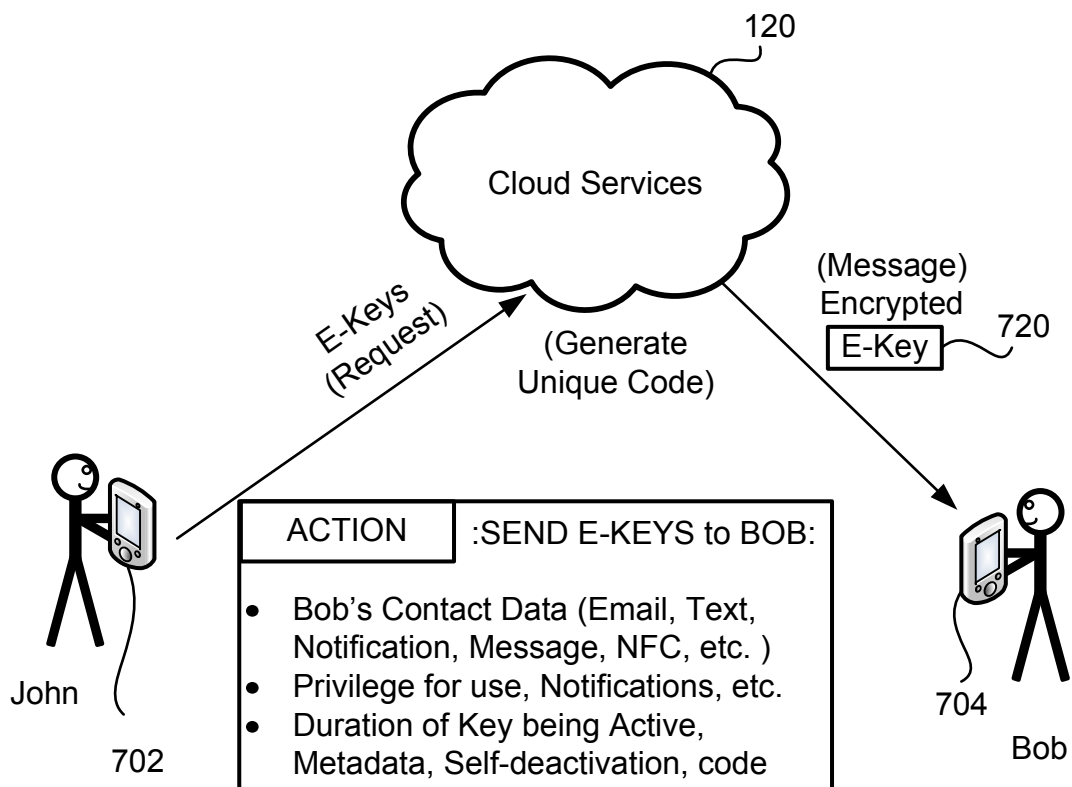 120
Cloud Services
(Message)
Encrypted
E-Key
720
E-Keys
(Request)
(Generate
Unique Code)
ACTION
:SEND E-KEYS to BOB:
• Bob's Contact Data (Email, Text,
Notification, Message, NFC, etc. )
• Privilege for use, Notifications, etc.
• Duration of Key being Active,
Metadata, Self-deactivation, code
John
702
704
Bob